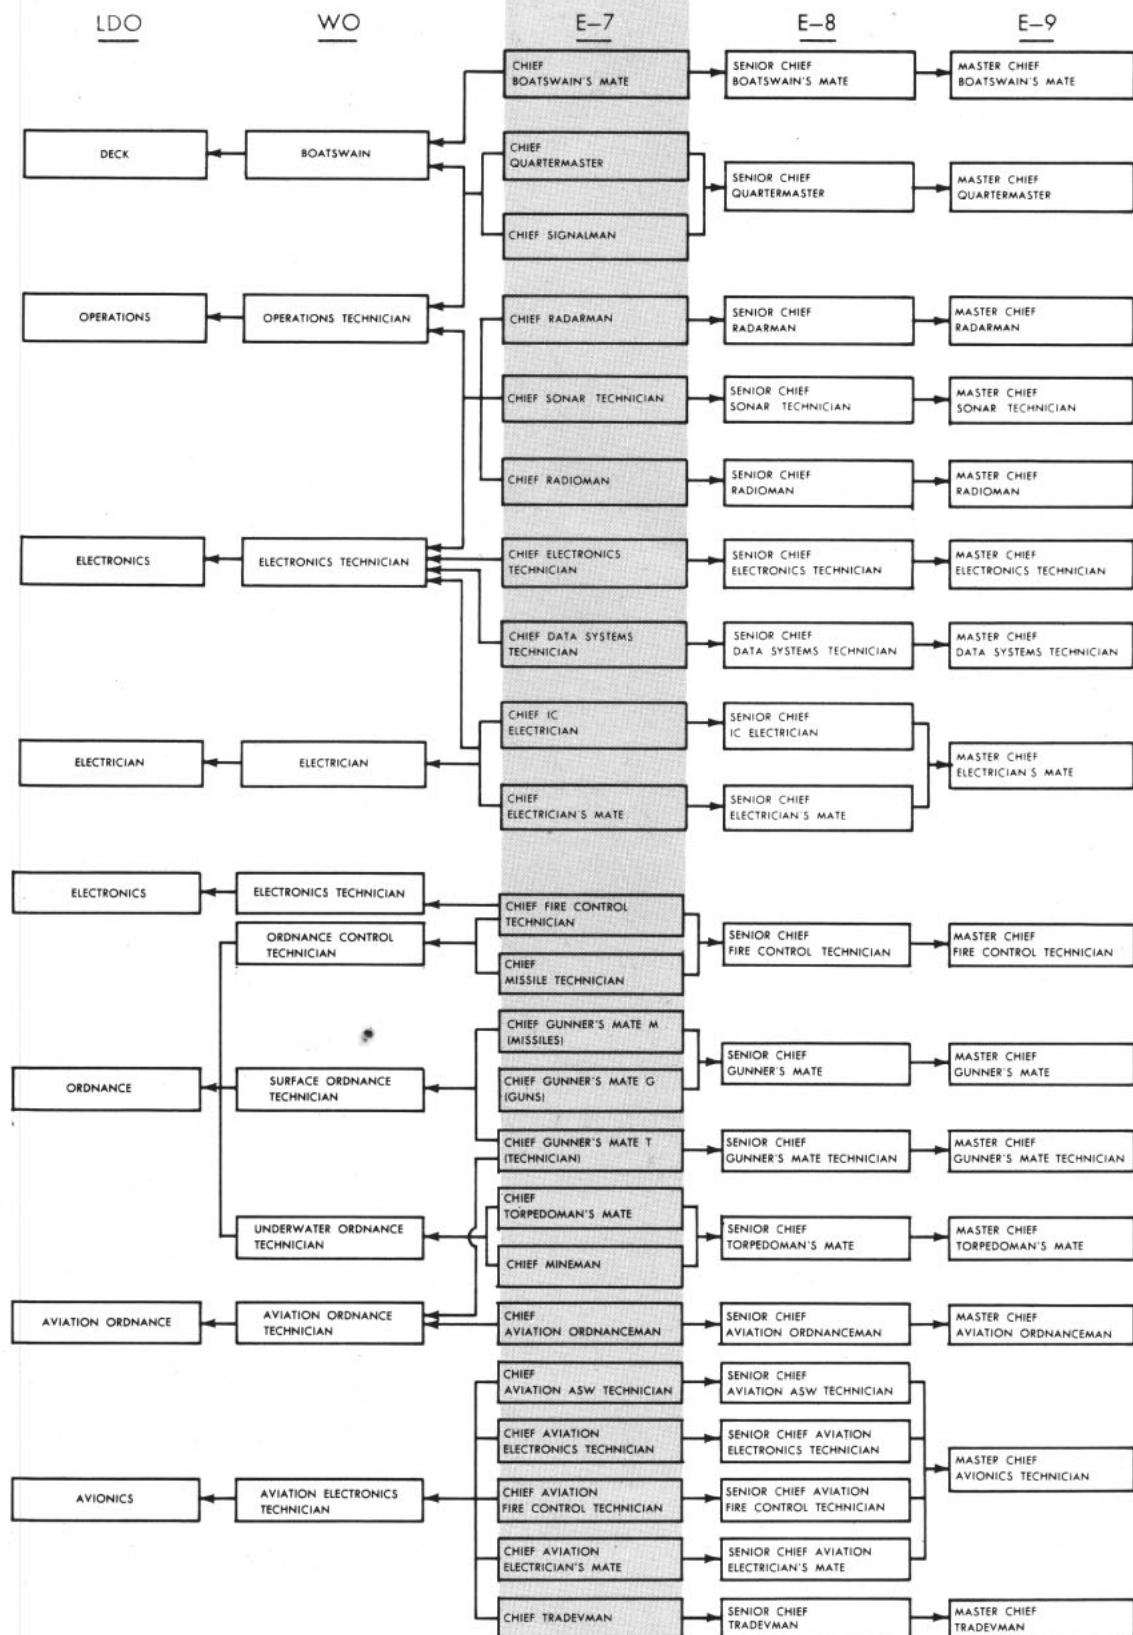 LDO
WO
E-7
E-8
E-9
CHIEF
BOATSWAIN'S MATE
SENIOR CHIEF
BOATSWAIN'S MATE
MASTER CHIEF
BOATSWAIN'S MATE
DECK
BOATSWAIN
CHIEF
QUARTERMASTER
SENIOR CHIEF
QUARTERMASTER
MASTER CHIEF
QUARTERMASTER
CHIEF SIGNALMAN
OPERATIONS
OPERATIONS TECHNICIAN
CHIEF RADARMAN
SENIOR CHIEF
RADARMAN
MASTER CHIEF
RADARMAN
CHIEF SONAR TECHNICIAN
SENIOR CHIEF
SONAR TECHNICIAN
MASTER CHIEF
SONAR TECHNICIAN
CHIEF RADIOMAN
SENIOR CHIEF
RADIOMAN
MASTER CHIEF
RADIOMAN
ELECTRONICS
ELECTRONICS TECHNICIAN
CHIEF ELECTRONICS
TECHNICIAN
SENIOR CHIEF
ELECTRONICS TECHNICIAN
MASTER CHIEF
ELECTRONICS TECHNICIAN
CHIEF DATA SYSTEMS
TECHNICIAN
SENIOR CHIEF
DATA SYSTEMS TECHNICIAN
MASTER CHIEF
DATA SYSTEMS TECHNICIAN
CHIEF IC
ELECTRICIAN
SENIOR CHIEF
IC ELECTRICIAN
ELECTRICIAN
ELECTRICIAN
MASTER CHIEF
ELECTRICIAN S MATE
CHIEF
ELECTRICIAN'S MATE
SENIOR CHIEF
ELECTRICIAN'S MATE
ELECTRONICS
ELECTRONICS TECHNICIAN
CHIEF FIRE CONTROL
TECHNICIAN
ORDNANCE CONTROL
TECHNICIAN
SENIOR CHIEF
FIRE CONTROL TECHNICIAN
MASTER CHIEF
FIRE CONTROL TECHNICIAN
CHIEF
MISSILE TECHNICIAN
CHIEF GUNNER'S MATE M
(MISSILES)
SENIOR CHIEF
GUNNER'S MATE
MASTER CHIEF
GUNNER'S MATE
ORDNANCE
SURFACE ORDNANCE
TECHNICIAN
CHIEF GUNNER'S MATE G
(GUNS)
CHIEF GUNNER'S MATE T
(TECHNICIAN)
SENIOR CHIEF
GUNNER'S MATE TECHNICIAN
MASTER CHIEF
GUNNER'S MATE TECHNICIAN
CHIEF
TORPEDOMAN'S MATE
UNDERWATER ORDNANCE
TECHNICIAN
SENIOR CHIEF
TORPEDOMAN'S MATE
MASTER CHIEF
TORPEDOMAN'S MATE
CHIEF MINEMAN
AVIATION ORDNANCE
AVIATION ORDNANCE
TECHNICIAN
CHIEF
AVIATION ORDNANCEMAN
SENIOR CHIEF
AVIATION ORDNANCEMAN
MASTER CHIEF
AVIATION ORDNANCEMAN
CHIEF
AVIATION ASW TECHNICIAN
SENIOR CHIEF
AVIATION ASW TECHNICIAN
CHIEF AVIATION
ELECTRONICS TECHNICIAN
SENIOR CHIEF AVIATION
ELECTRONICS TECHNICIAN
MASTER CHIEF
AVIONICS TECHNICIAN
AVIONICS
AVIATION ELECTRONICS
TECHNICIAN
CHIEF AVIATION
FIRE CONTROL TECHNICIAN
SENIOR CHIEF AVIATION
FIRE CONTROL TECHNICIAN
CHIEF AVIATION
ELECTRICIAN'S MATE
SENIOR CHIEF AVIATION
ELECTRICIAN'S MATE
CHIEF TRADEVMAN
SENIOR CHIEF
TRADEVMAN
MASTER CHIEF
TRADEVMAN